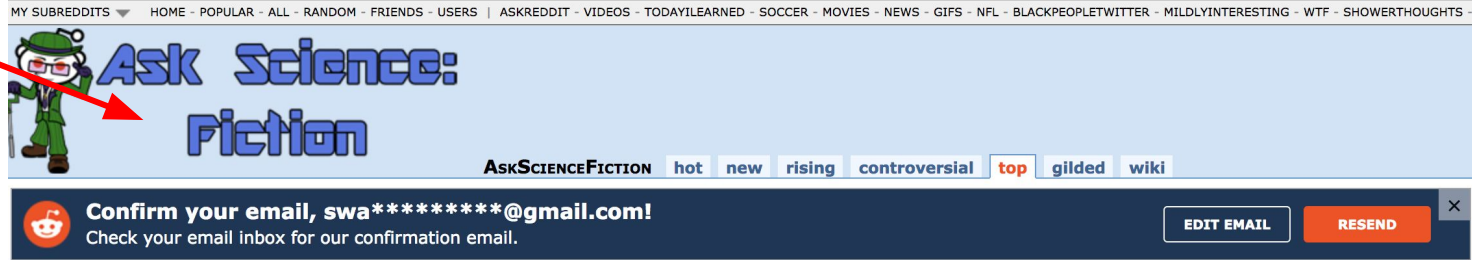 MY SUBREDDITS HOME - POPULAR - ALL - RANDOM - FRIENDS - USERS | ASKREDDIT - VIDEOS - TODAYILEARNED - SOCCER - MOVIES - NEWS - GIFS - NFL - BLACKPEOPLETWITTER - MILDLYINTERESTING - WTF - SHOWERTHOUGHTS -
Ask Science:
Fiction
ASKSCIENCEFICTION hot new rising controversial top gilded wiki
Confirm your email, swa*********@gmail.com!
Check your email inbox for our confirmation email.
EDIT EMAIL RESEND